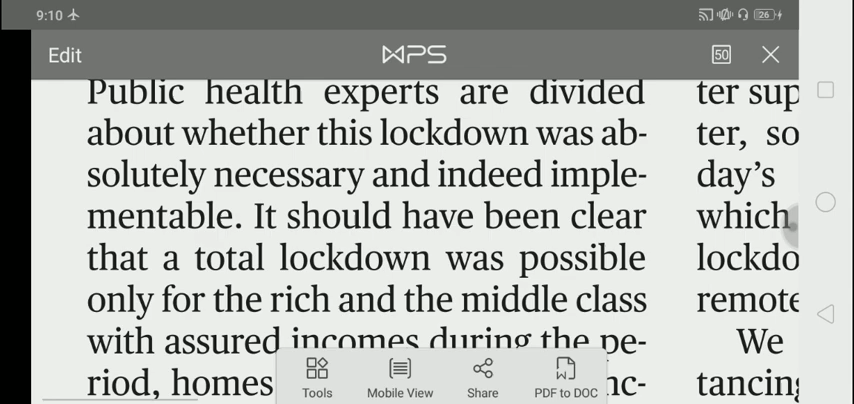 9:10
26
Edit
WPS
50
Public health experts are divided
about whether this lockdown was ab-
solutely necessary and indeed imple-
mentable. It should have been clear
that a total lockdown was possible
only for the rich and the middle class
with assured incomes during the pe-
riod, homes
nc-
ter sup
ter, so
day's
which
lockdo
remote
We
tancing
Tools
Mobile View
Share
PDF to DOC